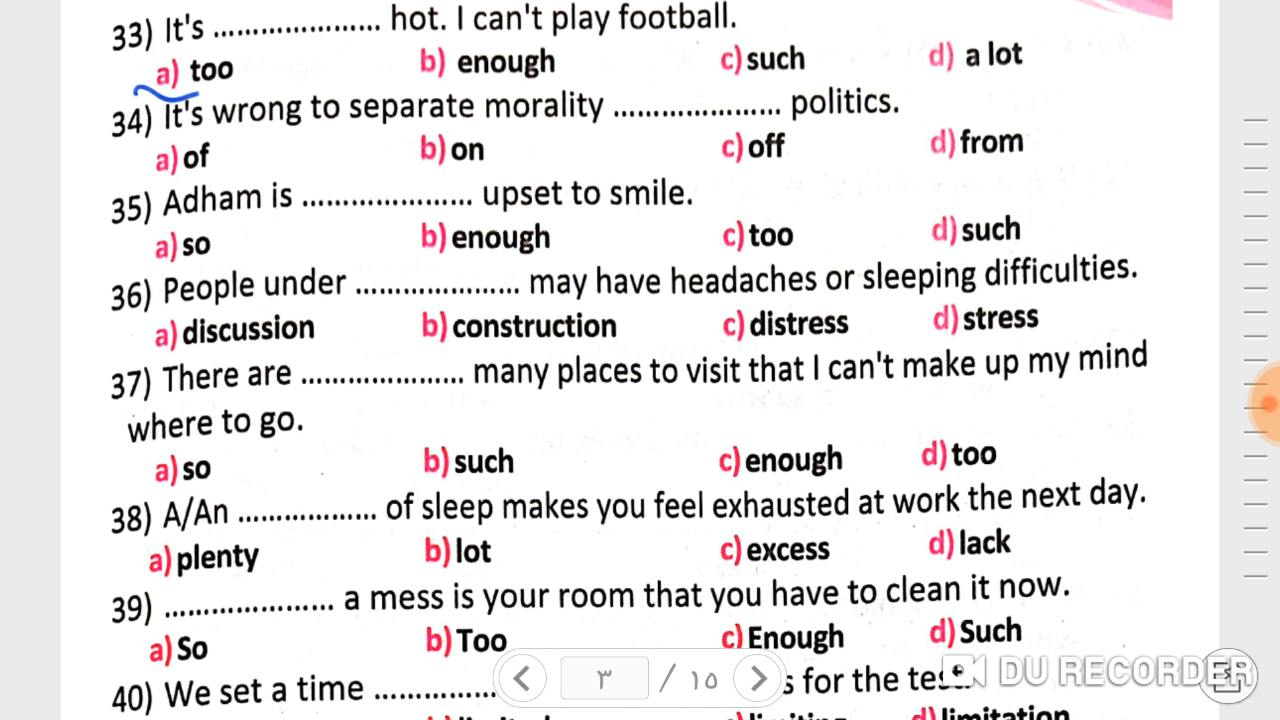 33) It's ..................... hot. I can't play football.
a) too b) enough c) such d) a lot
34) It's wrong to separate morality ..................... politics.
a) of b) on c) off d) from
35) Adham is ..................... upset to smile.
a) so b) enough c) too d) such
36) People under .................... may have headaches or sleeping difficulties.
a) discussion b) construction c) distress d) stress
37) There are .................... many places to visit that I can't make up my mind
where to go.
a) so b) such c) enough d) too
38) A/An ................. of sleep makes you feel exhausted at work the next day.
a) plenty b) lot c) excess d) lack
39) ..................... a mess is your room that you have to clean it now.
a) So b) Too c) Enough d) Such
40) We set a time ............... s for the test.
d) limitation
٣ / ١٥
DU RECORDER